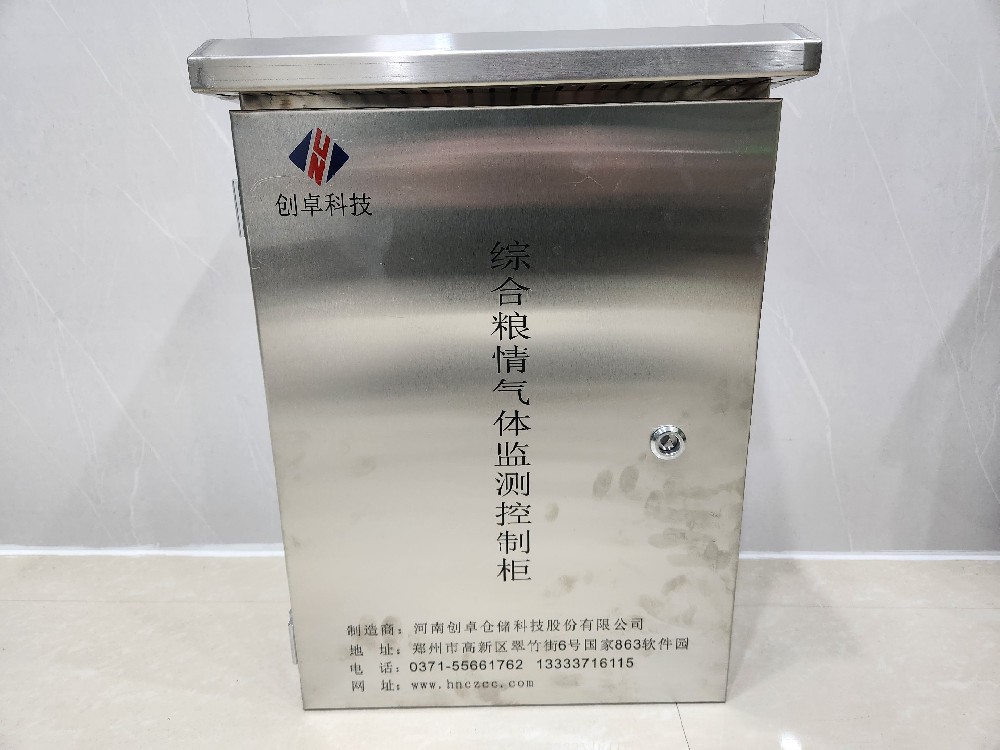 创卓科技
综合粮情气体监测控制柜
制造商：河南创卓仓储科技股份有限公司
地 址：郑州市高新区翠竹街6号国家863软件园
电 话：0371-55661762 13333716115
网 址：www.hnczcc.com